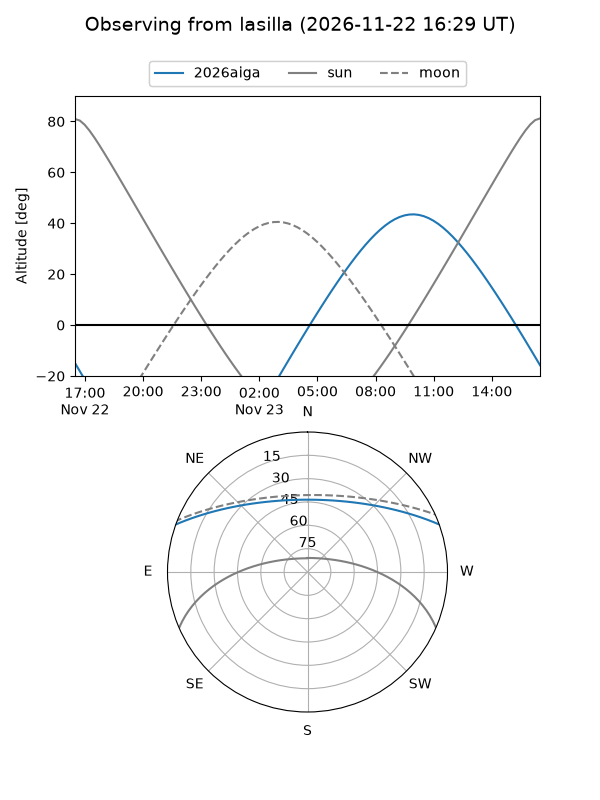 Observing from lasilla (2026-11-22 16:29 UT)
2026aiga sun moon
Altitude [deg]
80
60
40
20
0
−20
17:00 20:00 23:00 02:00 05:00 08:00 11:00 14:00
Nov 22 Nov 23
N
NE NW
15
30
45
60
75
E W
SE SW
S